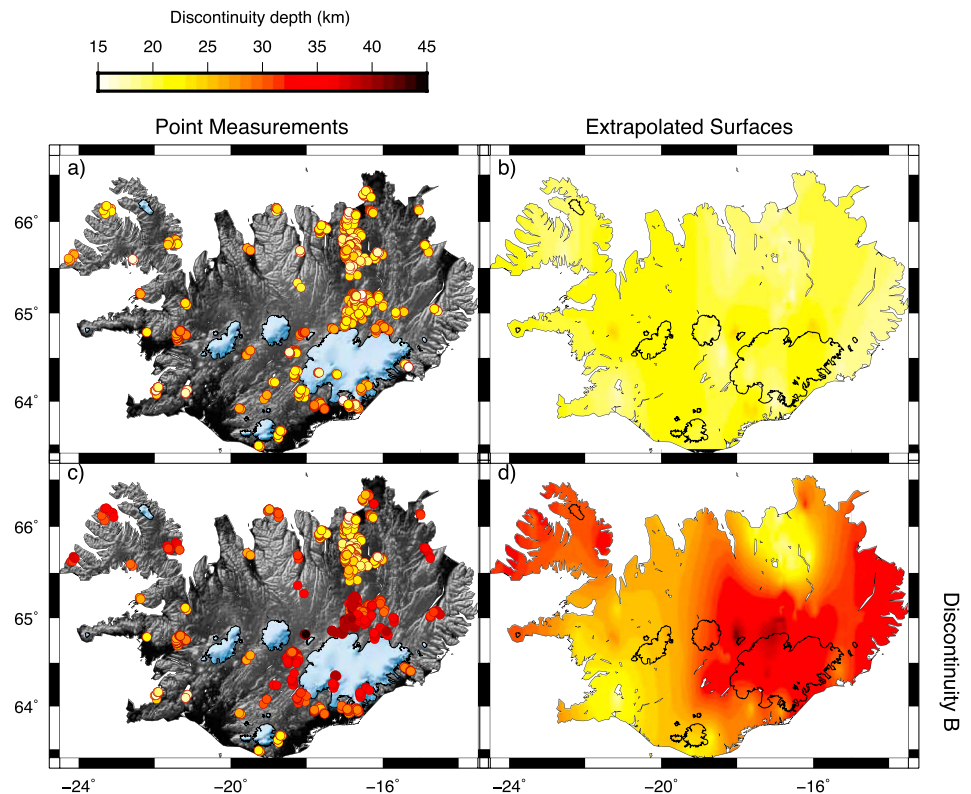 Discontinuity depth (km)
15 20 25 30 35 40 45
Point Measurements Extrapolated Surfaces
a) b)
66°
65°
64°
c) d)
66°
65°
64°
Discontinuity B
−24° −20° −16° −24° −20° −16°